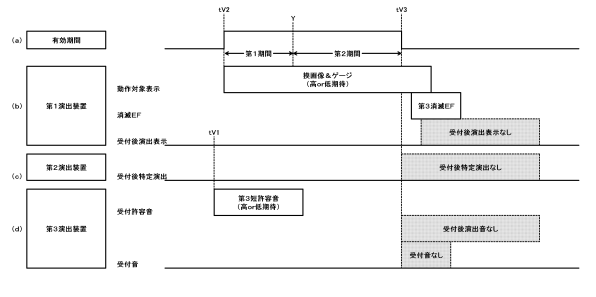 tV2
Y
tV3
(a)
有効期間
第1期間
第2期間
(b)
第1演出装置
動作対象表示
操画像&ゲージ
(高or低期待)
消滅EF
第3消滅EF
受付後演出表示
受付後演出表示なし
tV1
(c)
第2演出装置
受付後特定演出
受付後特定演出なし
(d)
第3演出装置
受付許容音
第3短許容音
(高or低期待)
受付後演出音なし
受付音なし
受付音